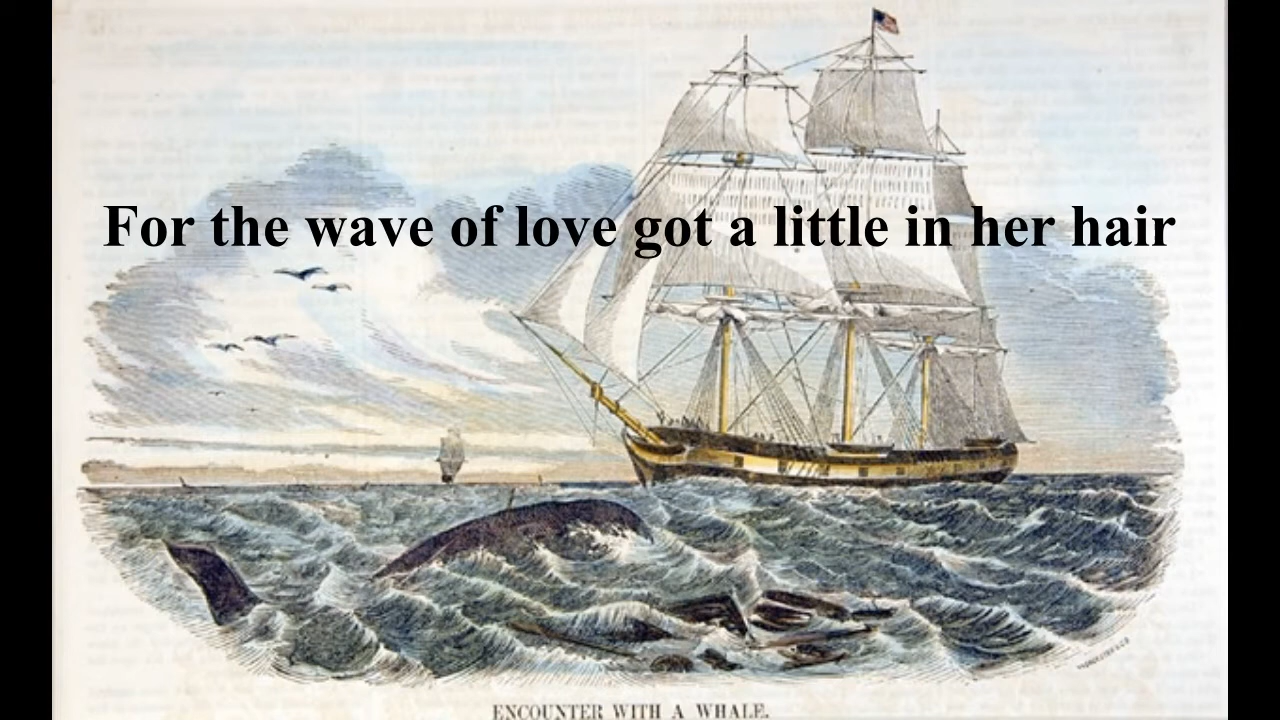 For the wave of love got a little in her hair
ENCOUNTER WITH A WHALE.